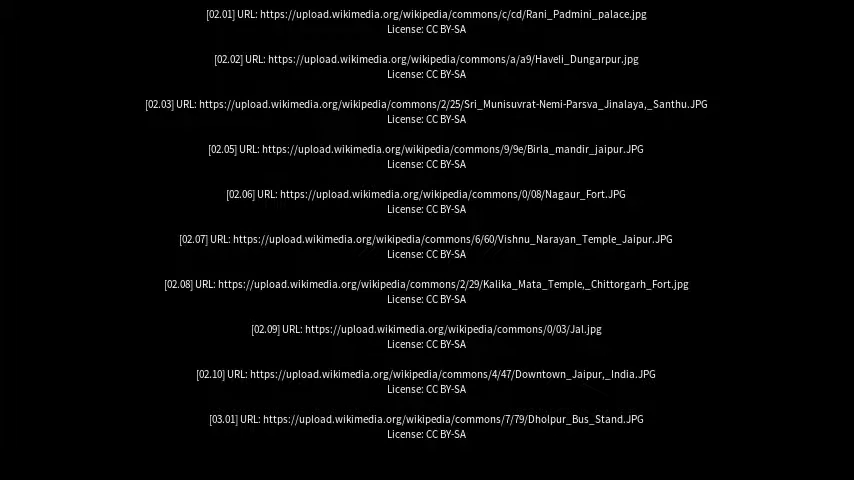 [02.01] URL: https://upload.wikimedia.org/wikipedia/commons/c/cd/Rani_Padmini_palace.jpg
License: CC BY-SA
[02.02] URL: https://upload.wikimedia.org/wikipedia/commons/a/a9/Haveli_Dungarpur.jpg
License: CC BY-SA
[02.03] URL: https://upload.wikimedia.org/wikipedia/commons/2/25/Sri_Munisuvrat-Nemi-Parsva_Jinalaya,_Santhu.JPG
License: CC BY-SA
[02.05] URL: https://upload.wikimedia.org/wikipedia/commons/9/9e/Birla_mandir_jaipur.JPG
License: CC BY-SA
[02.06] URL: https://upload.wikimedia.org/wikipedia/commons/0/08/Nagaur_Fort.JPG
License: CC BY-SA
[02.07] URL: https://upload.wikimedia.org/wikipedia/commons/6/60/Vishnu_Narayan_Temple_Jaipur.JPG
License: CC BY-SA
[02.08] URL: https://upload.wikimedia.org/wikipedia/commons/2/29/Kalika_Mata_Temple,_Chittorgarh_Fort.jpg
License: CC BY-SA
[02.09] URL: https://upload.wikimedia.org/wikipedia/commons/0/03/Jal.jpg
License: CC BY-SA
[02.10] URL: https://upload.wikimedia.org/wikipedia/commons/4/47/Downtown_Jaipur,_India.JPG
License: CC BY-SA
[03.01] URL: https://upload.wikimedia.org/wikipedia/commons/7/79/Dholpur_Bus_Stand.JPG
License: CC BY-SA